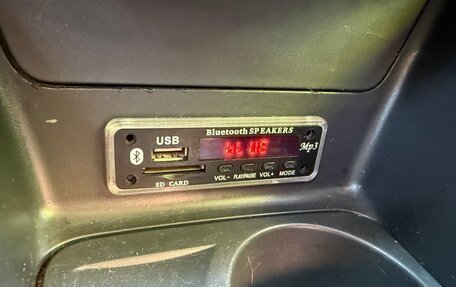 Bluetooth SPEAKERS
USB
BLUE
Mp3
SD CARD
VOL- PLAY/PAUSE VOL+ MODE